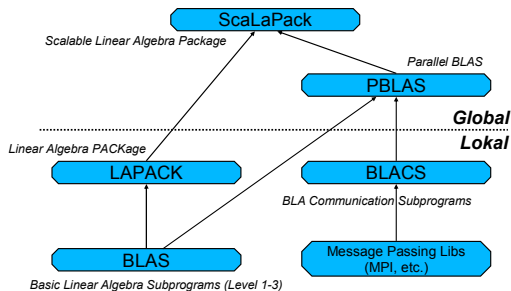 ScaLaPack
Scalable Linear Algebra Package
Parallel BLAS
PBLAS
Global
Lokal
Linear Algebra PACKage
LAPACK
BLACS
BLA Communication Subprograms
BLAS
Message Passing Libs
(MPI, etc.)
Basic Linear Algebra Subprograms (Level 1-3)